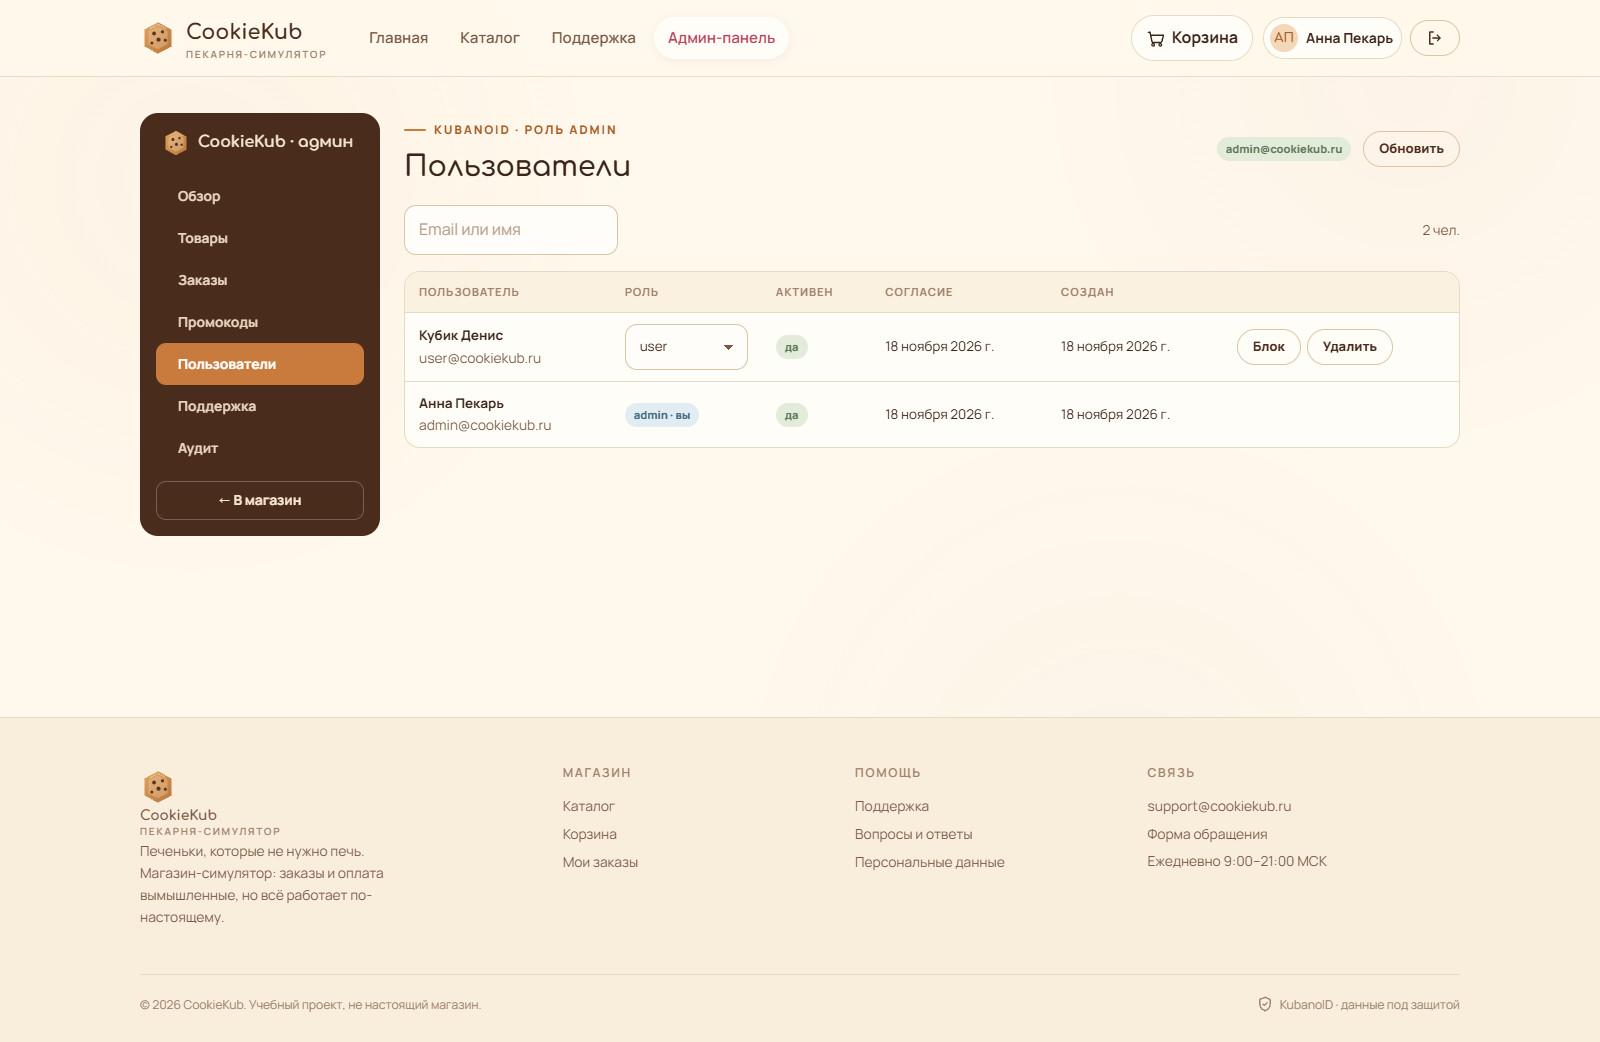 CookieKub
ПЕКАРНЯ-СИМУЛЯТОР
Главная
Каталог
Поддержка
Админ-панель
Корзина
АП
Анна Пекарь
CookieKub · админ
Обзор
Товары
Заказы
Промокоды
Пользователи
Поддержка
Аудит
← В магазин
KUBANOID · РОЛЬ ADMIN
Пользователи
admin@cookiekub.ru
Обновить
Email или имя
2 чел.
ПОЛЬЗОВАТЕЛЬ РОЛЬ АКТИВЕН СОГЛАСИЕ СОЗДАН
Кубик Денис
user@cookiekub.ru
user
да
18 ноября 2026 г.
18 ноября 2026 г.
Блок
Удалить
Анна Пекарь
admin@cookiekub.ru
admin · вы
да
18 ноября 2026 г.
18 ноября 2026 г.
CookieKub
ПЕКАРНЯ-СИМУЛЯТОР
Печеньки, которые не нужно печь.
Магазин-симулятор: заказы и оплата
вымышленные, но всё работает по-
настоящему.
МАГАЗИН
Каталог
Корзина
Мои заказы
ПОМОЩЬ
Поддержка
Вопросы и ответы
Персональные данные
СВЯЗЬ
support@cookiekub.ru
Форма обращения
Ежедневно 9:00–21:00 МСК
© 2026 CookieKub. Учебный проект, не настоящий магазин.
KubanoID · данные под защитой